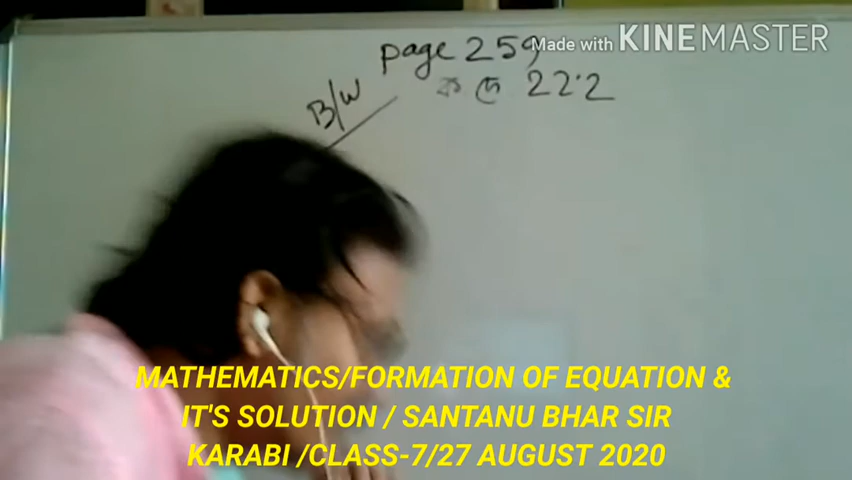 Made with KINEMASTER
page 259
B/W
ক ষে 22.2
MATHEMATICS/FORMATION OF EQUATION &
IT'S SOLUTION / SANTANU BHAR SIR
KARABI /CLASS-7/27 AUGUST 2020